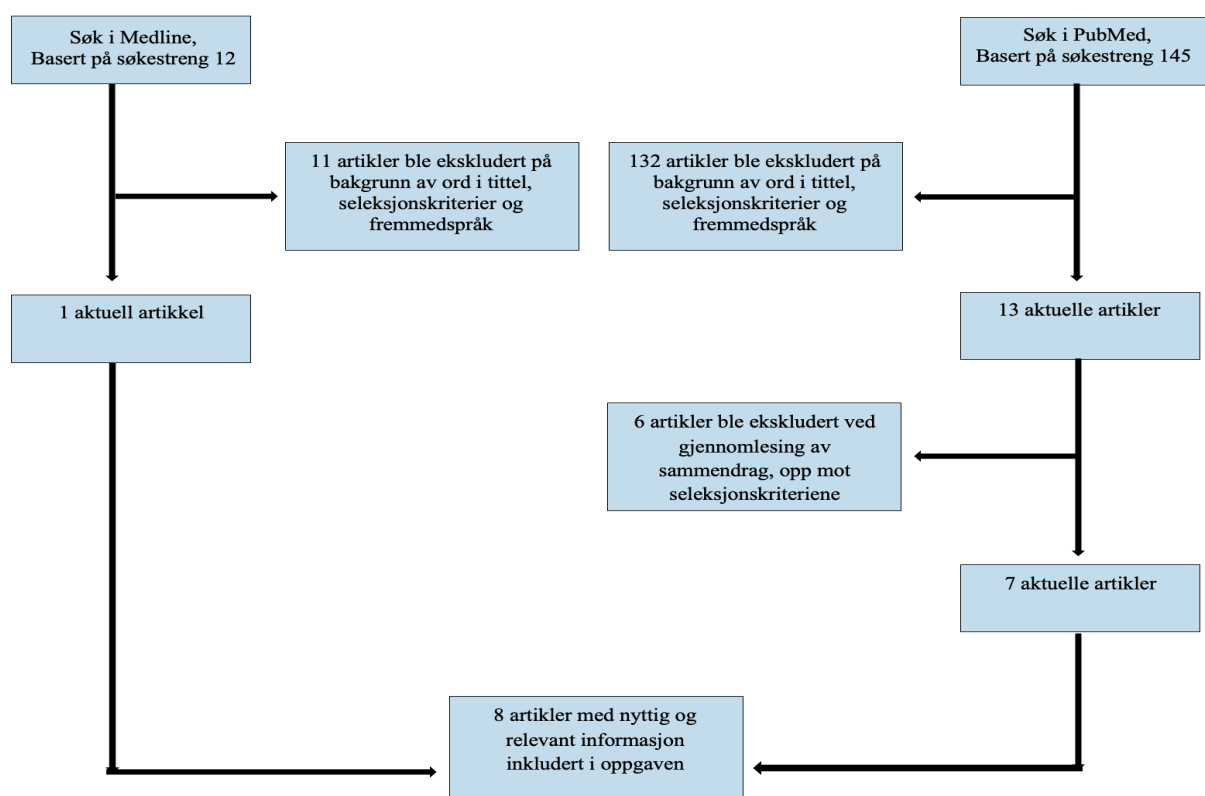 Søk i Medline,
Basert på søkestreng 12
Søk i PubMed,
Basert på søkestreng 145
11 artikler ble ekskludert på
bakgrunn av ord i tittel,
seleksjonskriterier og
fremmedspråk
132 artikler ble ekskludert på
bakgrunn av ord i tittel,
seleksjonskriterier og
fremmedspråk
1 aktuell artikkel
13 aktuelle artikler
6 artikler ble ekskludert ved
gjennomlesing av
sammendrag, opp mot
seleksjonskriteriene
7 aktuelle artikler
8 artikler med nyttig og
relevant informasjon
inkludert i oppgaven